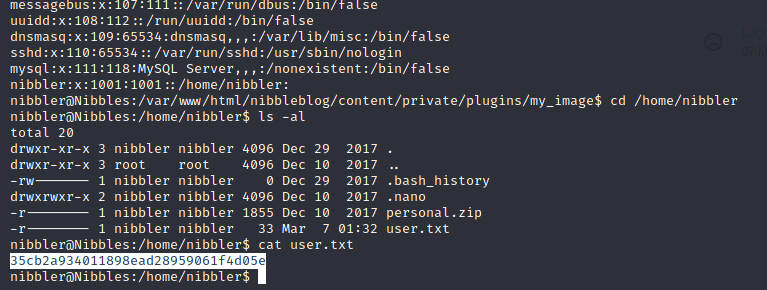 messagebus:x:107:111::/var/run/dbus:/bin/false
uuidd:x:108:112::/run/uuidd:/bin/false
dnsmasq:x:109:65534:dnsmasq,,,:/var/lib/misc:/bin/false
sshd:x:110:65534::/var/run/sshd:/usr/sbin/nologin
mysql:x:111:118:MySQL Server,,,:/nonexistent:/bin/false
nibbler:x:1001:1001::/home/nibbler:
nibbler@Nibbles:/var/www/html/nibbleblog/content/private/plugins/my_image$ cd /home/nibbler
nibbler@Nibbles:/home/nibbler$ ls -al
total 20
drwxr-xr-x 3 nibbler nibbler 4096 Dec 29  2017 .
drwxr-xr-x 3 root    root    4096 Dec 10  2017 ..
-rw------- 1 nibbler nibbler    0 Dec 29  2017 .bash_history
drwxrwxr-x 2 nibbler nibbler 4096 Dec 10  2017 .nano
-r-------- 1 nibbler nibbler 1855 Dec 10  2017 personal.zip
-r-------- 1 nibbler nibbler   33 Mar  7 01:32 user.txt
nibbler@Nibbles:/home/nibbler$ cat user.txt
35cb2a934011898ead28959061f4d05e
nibbler@Nibbles:/home/nibbler$